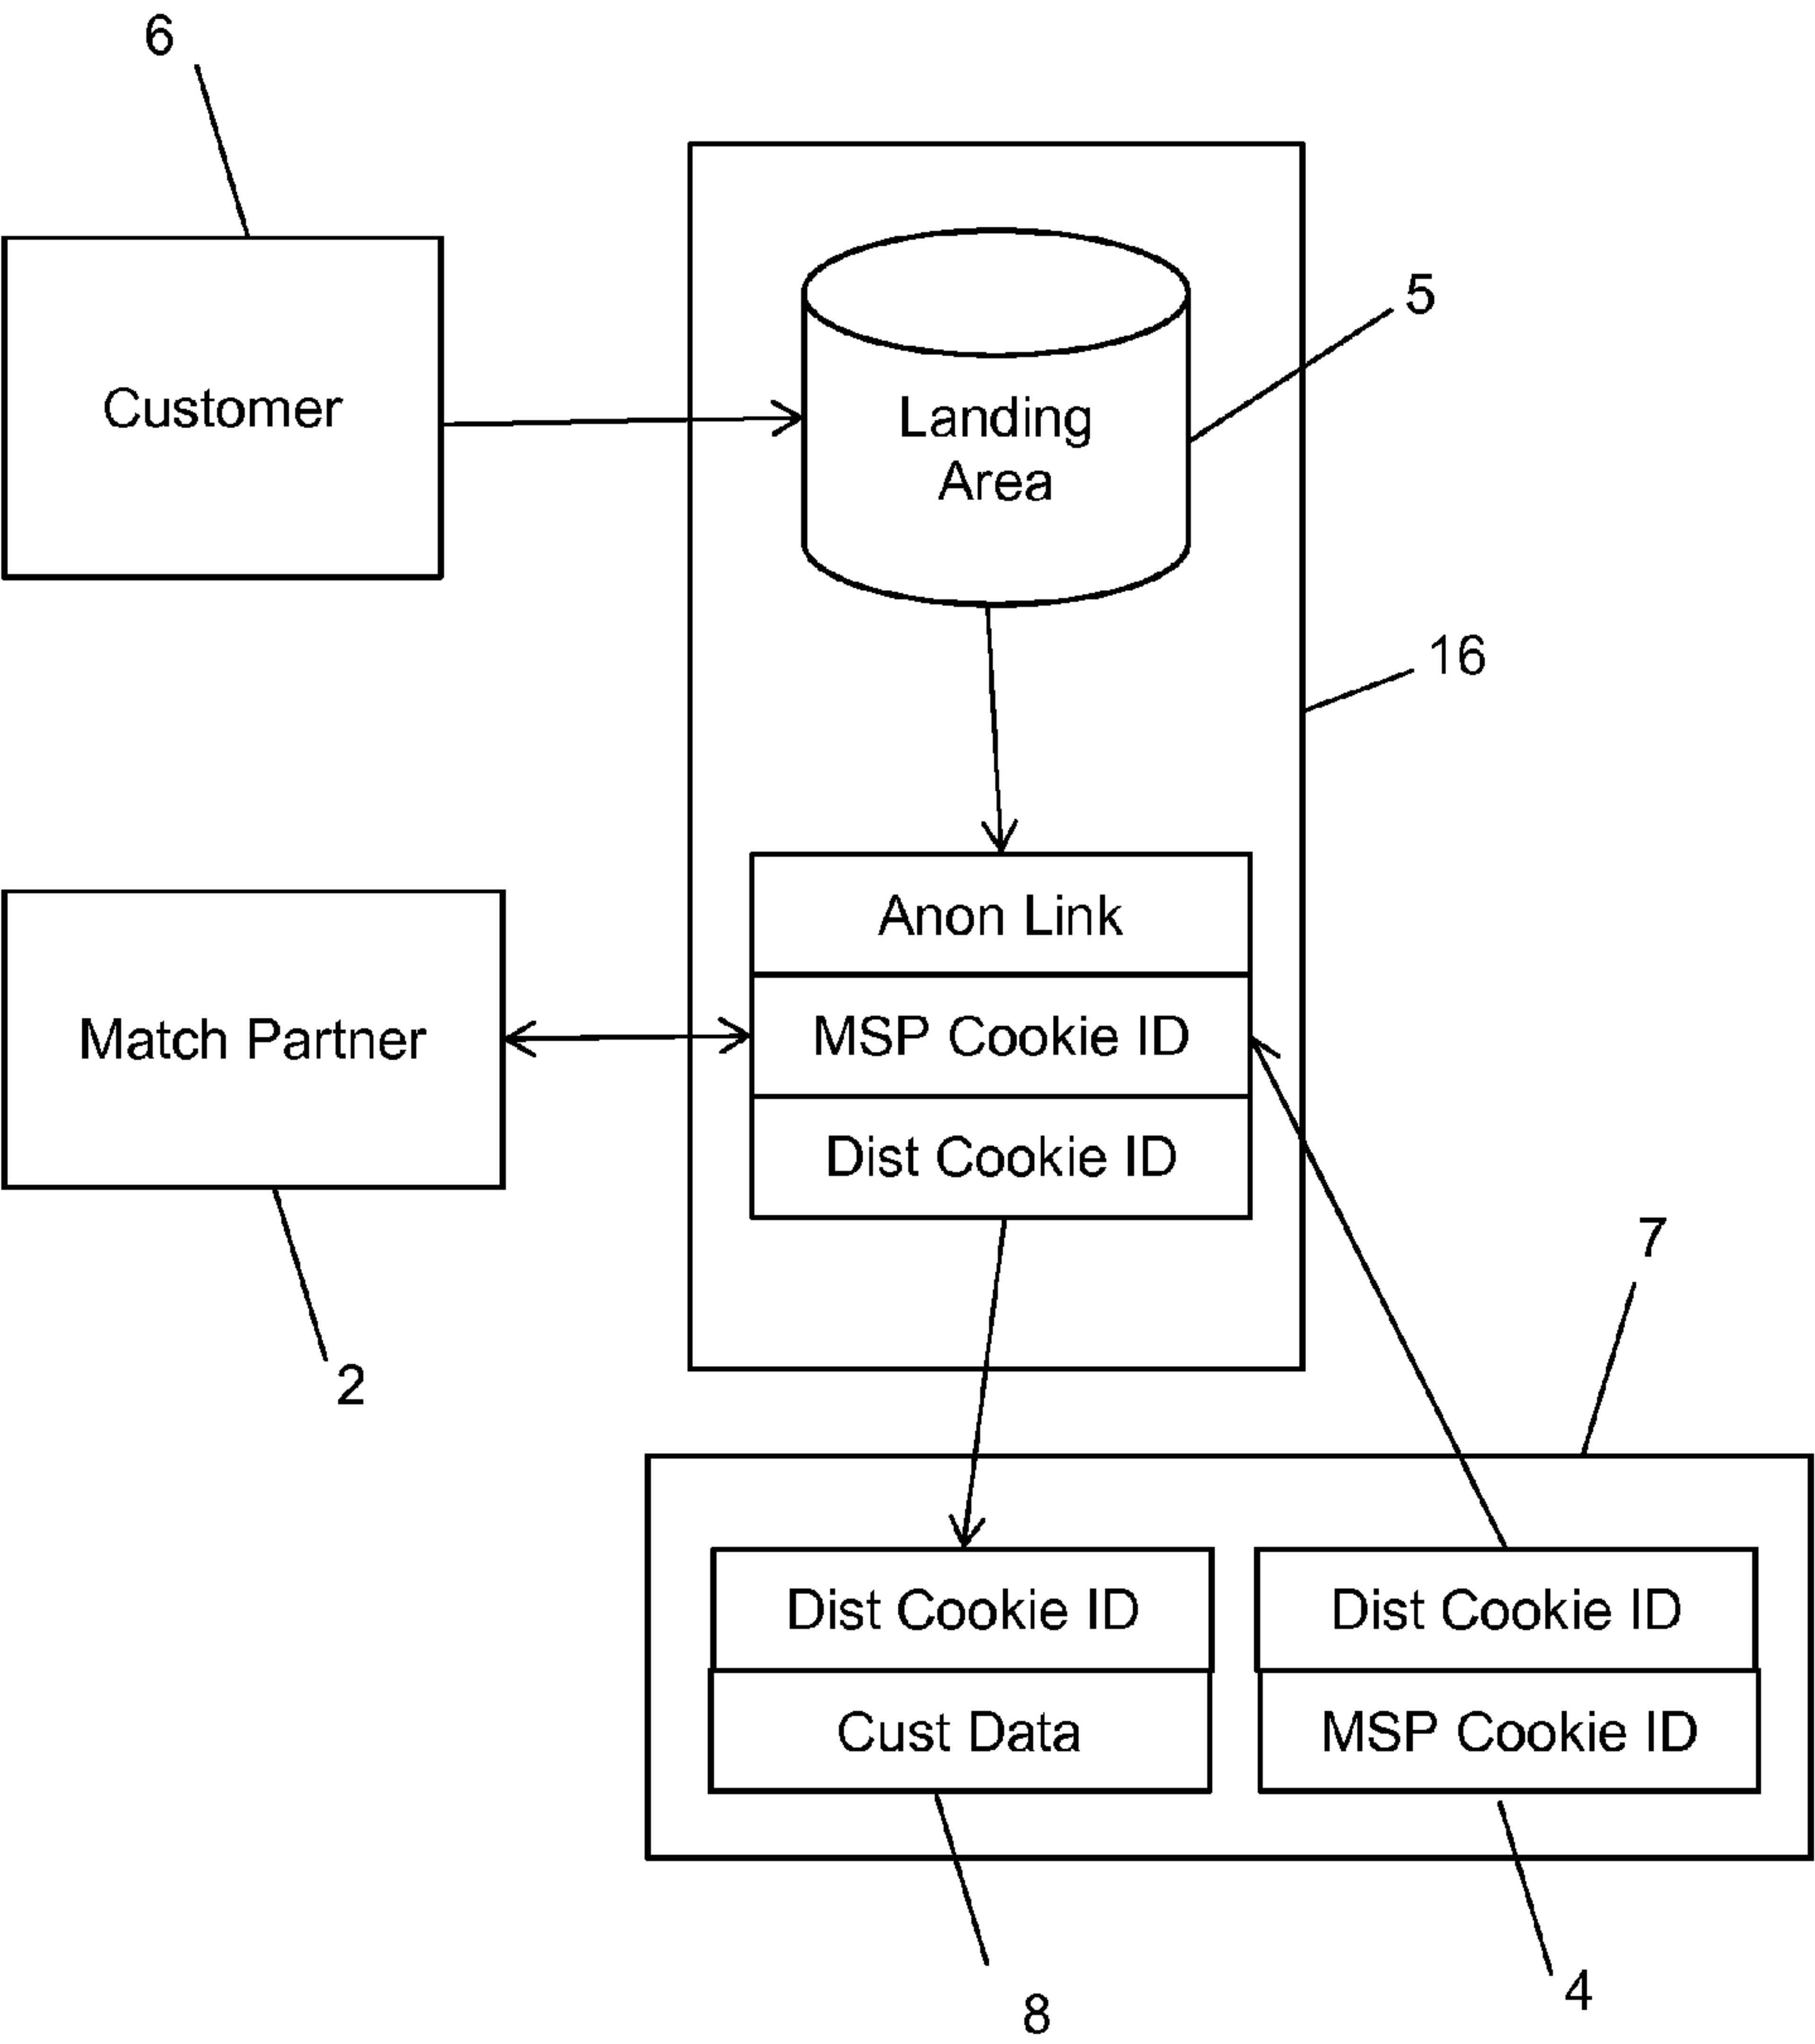 6
5
Customer
Landing
Area
16
Anon Link
Match Partner
MSP Cookie ID
Dist Cookie ID
7
2
Dist Cookie ID
Dist Cookie ID
Cust Data
MSP Cookie ID
8
4